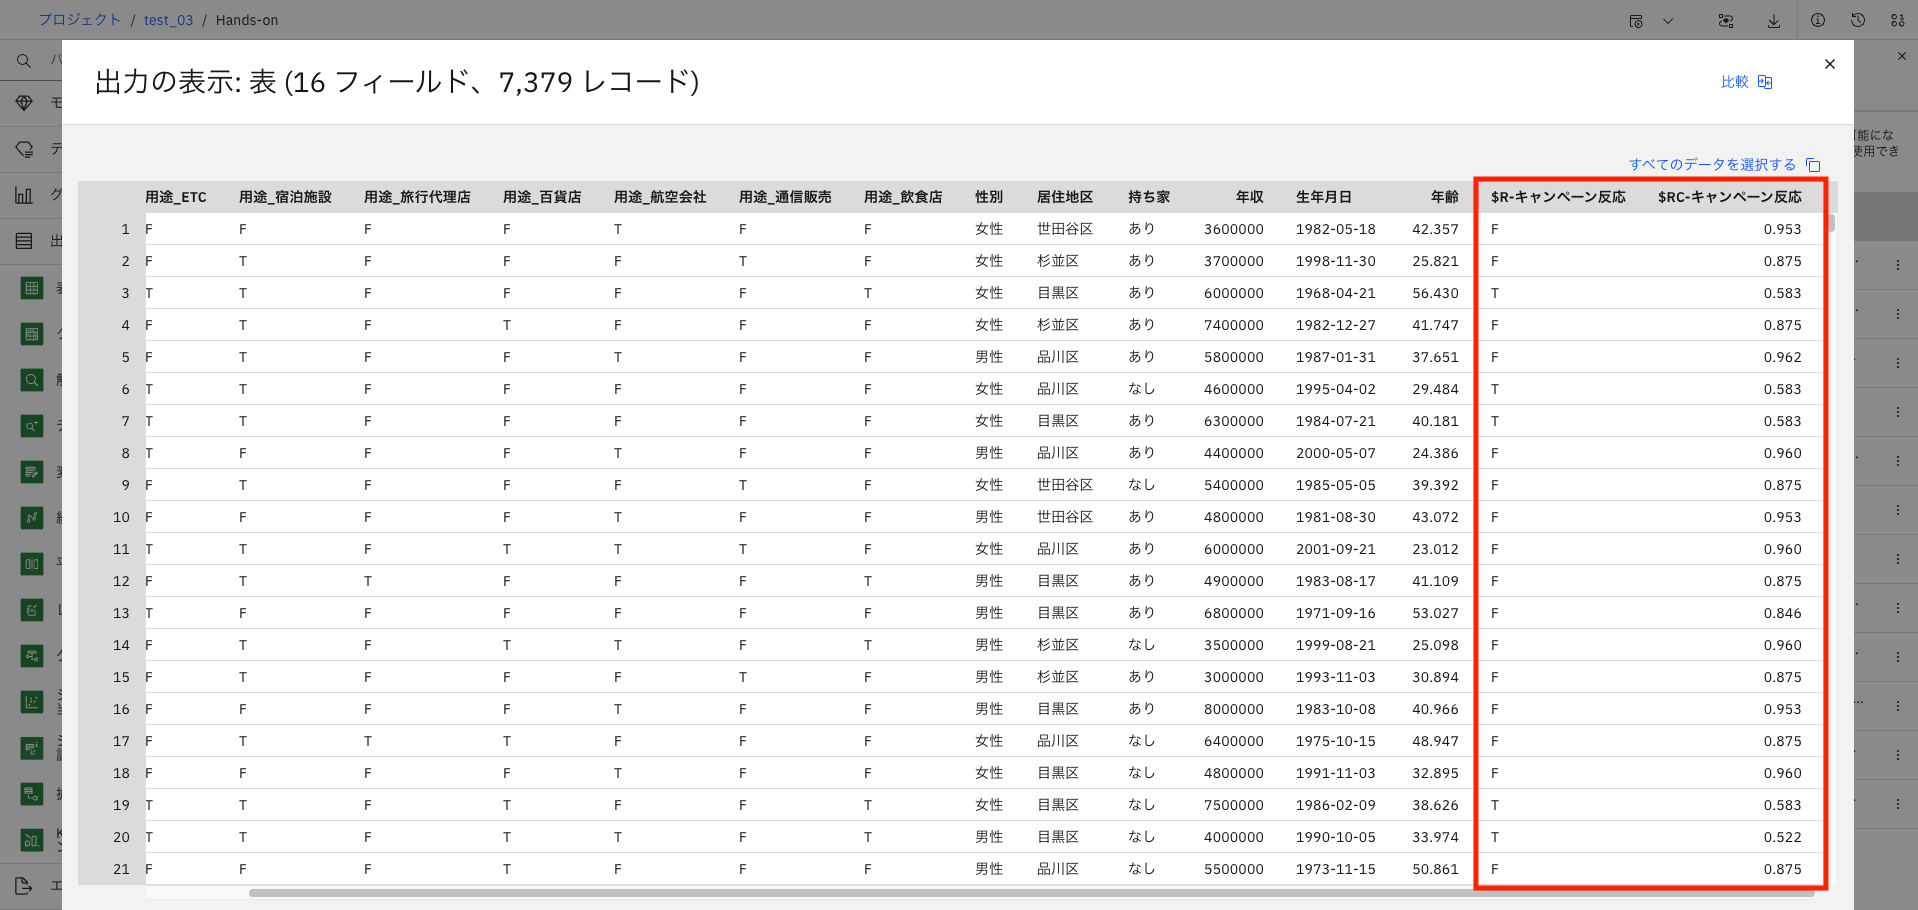 プロジェクト / test_03 / Hands-on
出力の表示: 表 (16 フィールド、7,379 レコード)
比較
すべてのデータを選択する
用途_ETC 用途_宿泊施設 用途_旅行代理店 用途_百貨店 用途_航空会社 用途_通信販売 用途_飲食店 性別 居住地区 持ち家 年収 生年月日 年齢 $R-キャンペーン反応 $RC-キャンペーン反応
1 F F F F T F F 女性 世田谷区 あり 3600000 1982-05-18 42.357 F 0.953
2 F T F F F T F 女性 杉並区 あり 3700000 1998-11-30 25.821 F 0.875
3 T T F F F F T 女性 目黒区 あり 6000000 1968-04-21 56.430 T 0.583
4 F T F T F F F 女性 杉並区 あり 7400000 1982-12-27 41.747 F 0.875
5 F T F F T F F 男性 品川区 あり 5800000 1987-01-31 37.651 F 0.962
6 T T F F F F F 女性 品川区 なし 4600000 1995-04-02 29.484 T 0.583
7 T T F F F F F 女性 目黒区 あり 6300000 1984-07-21 40.181 T 0.583
8 T F F F T F F 男性 品川区 あり 4400000 2000-05-07 24.386 F 0.960
9 F T F F F T F 女性 世田谷区 なし 5400000 1985-05-05 39.392 F 0.875
10 F F F F T F F 男性 世田谷区 あり 4800000 1981-08-30 43.072 F 0.953
11 T T F T T T F 女性 品川区 あり 6000000 2001-09-21 23.012 F 0.960
12 F T T F F F T 男性 目黒区 あり 4900000 1983-08-17 41.109 F 0.875
13 T F F F F F F 男性 目黒区 あり 6800000 1971-09-16 53.027 F 0.846
14 F T F T T F T 男性 杉並区 なし 3500000 1999-08-21 25.098 F 0.960
15 F T F F F T F 男性 杉並区 あり 3000000 1993-11-03 30.894 F 0.875
16 F F F F T F F 男性 目黒区 あり 8000000 1983-10-08 40.966 F 0.953
17 F T T T F F F 女性 品川区 なし 6400000 1975-10-15 48.947 F 0.875
18 F F F F T F F 女性 目黒区 なし 4800000 1991-11-03 32.895 F 0.960
19 T T F T F F T 女性 目黒区 なし 7500000 1986-02-09 38.626 T 0.583
20 T T F T T F T 男性 目黒区 なし 4000000 1990-10-05 33.974 T 0.522
21 F F F T F F F 男性 品川区 なし 5500000 1973-11-15 50.861 F 0.875